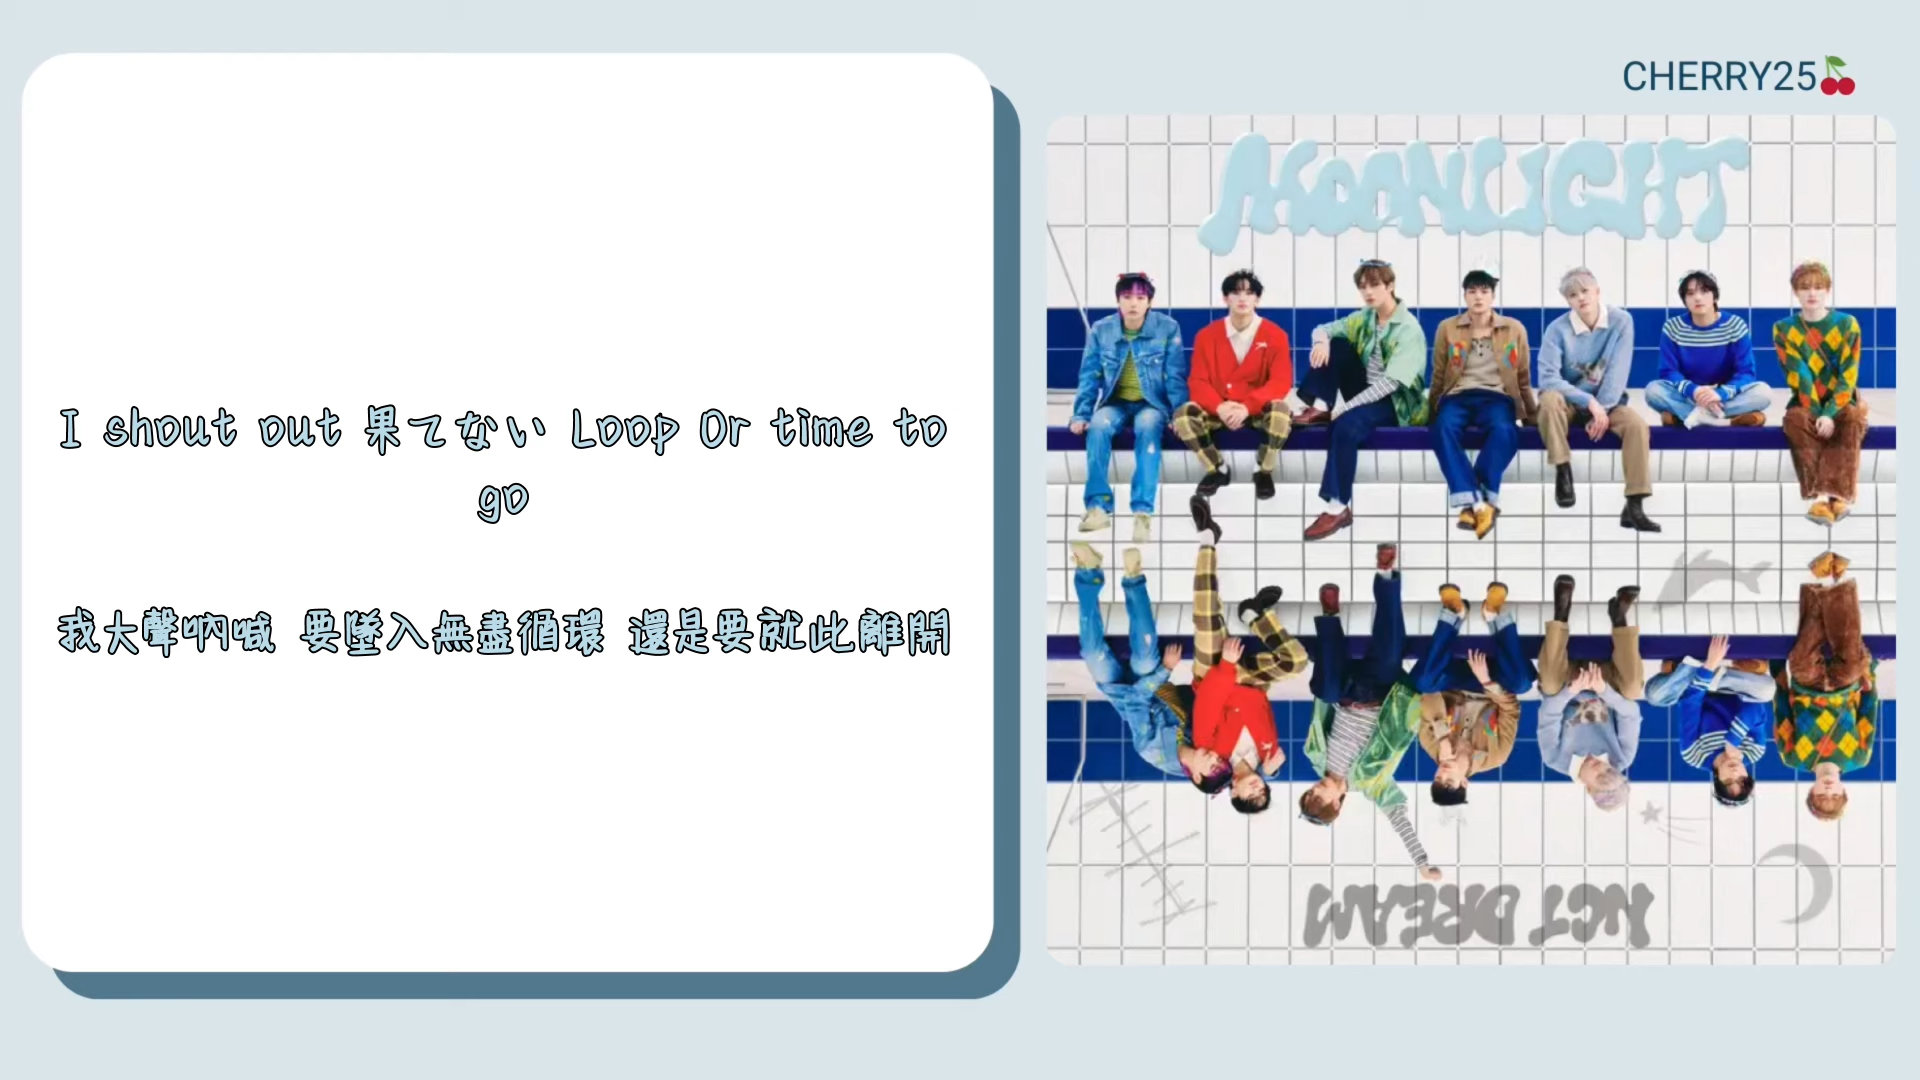 I shout out 果てない Loop Or time to
go
我大聲吶喊 要墜入無盡循環 還是要就此離開
CHERRY25🍒
MOONLIGHT
NCT DREAM